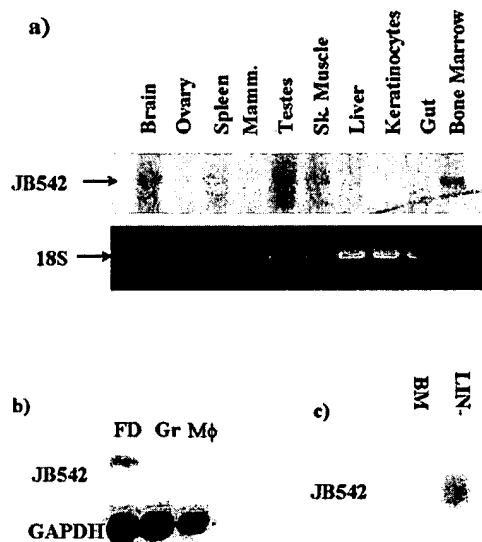 a)
Brain
Ovary
Spleen
Mamm.
Testes
Sk. Muscle
Liver
Keratinocytes
Gut
Bone Marrow
JB542
18S
b)
FD Gr Mϕ
JB542
GAPDH
c)
BM
LIN-
JB542